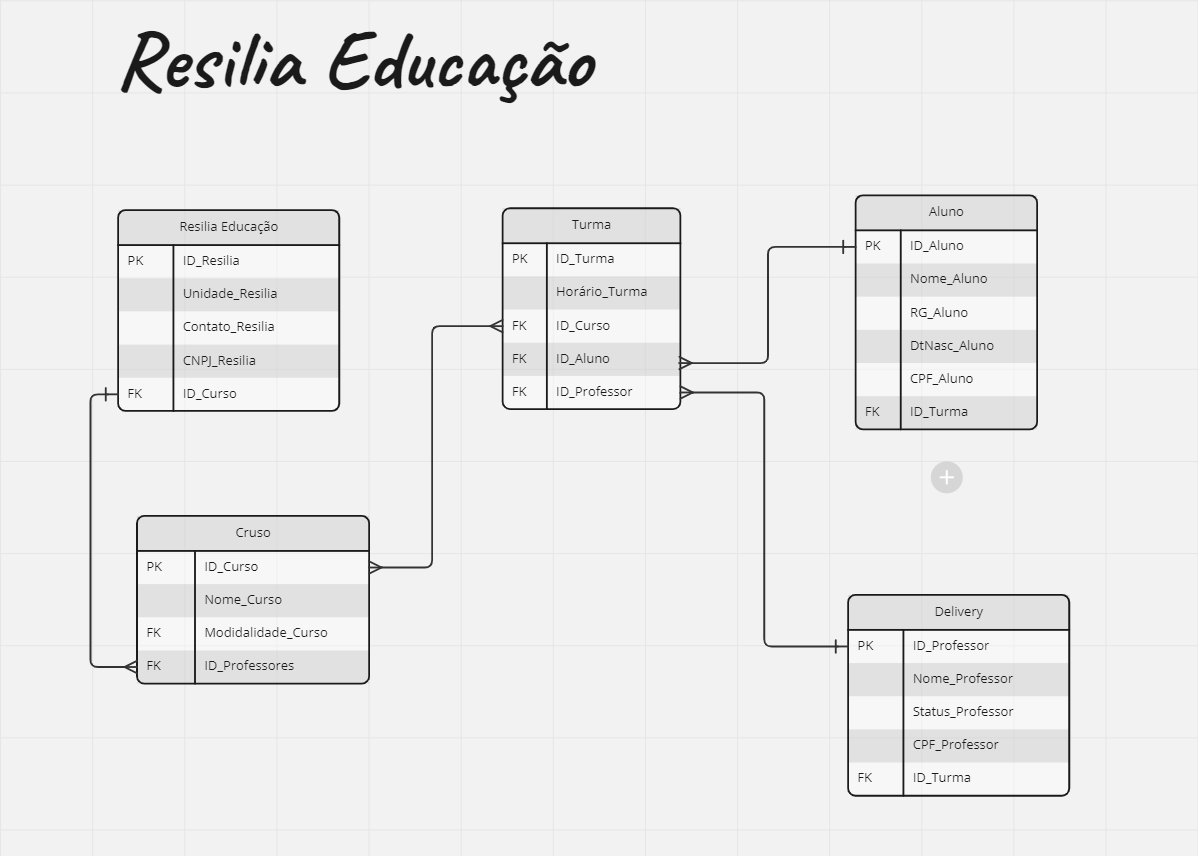 Resilia Educação
Resilia Educação
PK ID_Resilia
Unidade_Resilia
Contato_Resilia
CNPJ_Resilia
FK ID_Curso
Turma
PK ID_Turma
Horário_Turma
FK ID_Curso
FK ID_Aluno
FK ID_Professor
Aluno
PK ID_Aluno
Nome_Aluno
RG_Aluno
DtNasc_Aluno
CPF_Aluno
FK ID_Turma
Cruso
PK ID_Curso
Nome_Curso
FK Modidalidade_Curso
FK ID_Professores
Delivery
PK ID_Professor
Nome_Professor
Status_Professor
CPF_Professor
FK ID_Turma